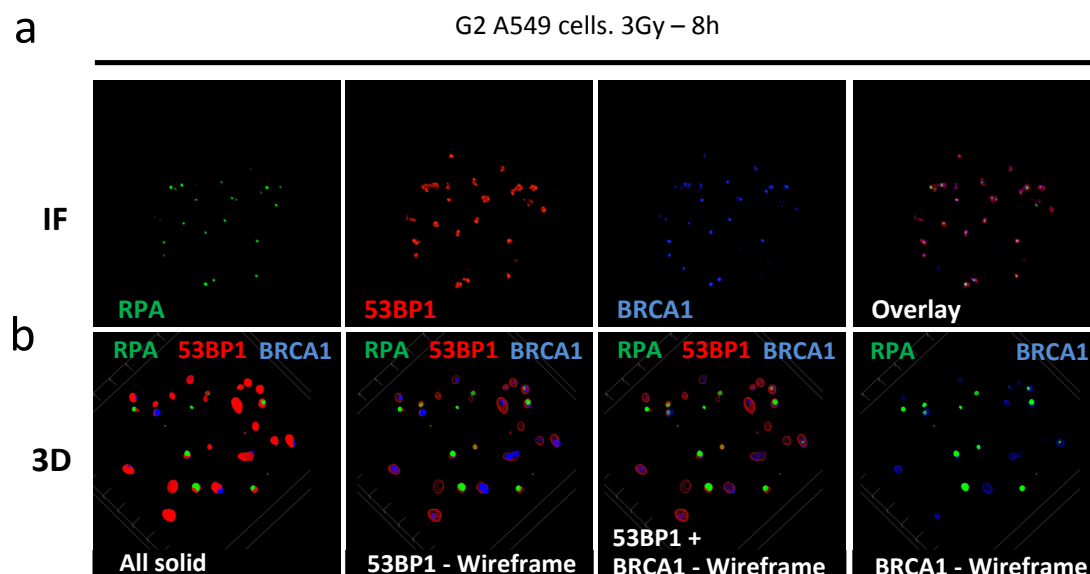 a
G2 A549 cells. 3Gy – 8h
IF
RPA
53BP1
BRCA1
Overlay
b
3D
RPA 53BP1 BRCA1
RPA 53BP1 BRCA1
RPA 53BP1 BRCA1
RPA BRCA1
All solid
53BP1 - Wireframe
53BP1 +
BRCA1 - Wireframe
BRCA1 - Wireframe